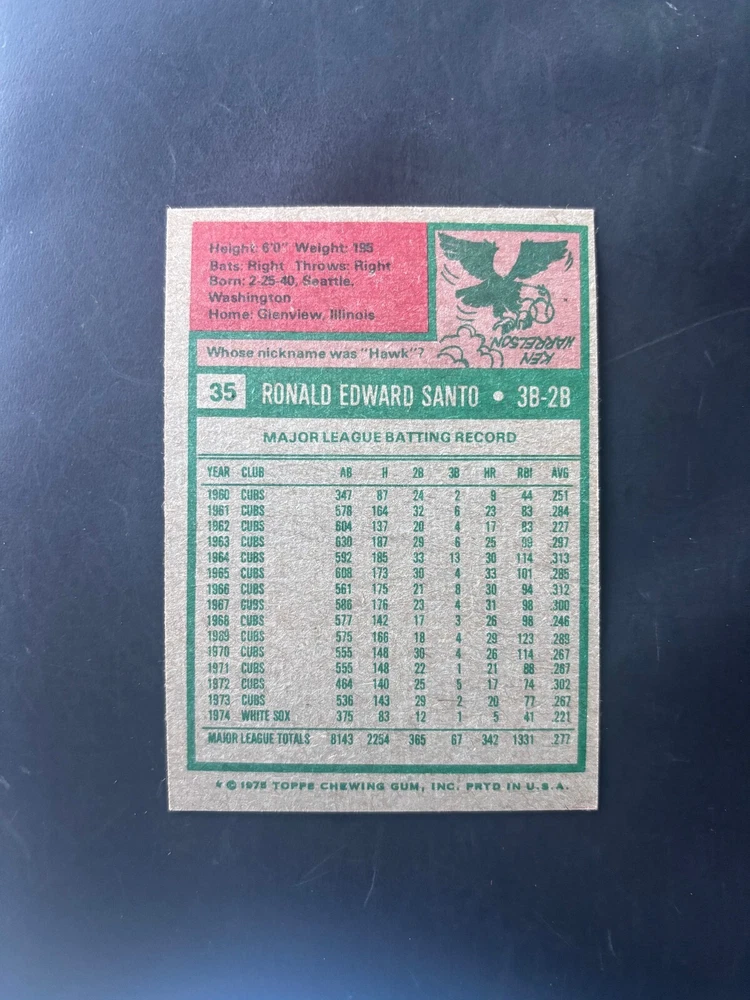 Height: 6'0" Weight: 195
Bats: Right Throws: Right
Born: 2-25-40, Seattle,
Washington
Home: Glenview, Illinois
Whose nickname was "Hawk"?
KEN
HARRELSON
35 RONALD EDWARD SANTO • 3B-2B
MAJOR LEAGUE BATTING RECORD
YEAR CLUB AB H 2B 3B HR RBI AVG
1960 CUBS 347 87 24 2 9 44 .251
1961 CUBS 578 164 32 6 23 83 .284
1962 CUBS 604 137 20 4 17 83 .227
1963 CUBS 630 187 29 6 25 99 .297
1964 CUBS 592 185 33 13 30 114 .313
1965 CUBS 608 173 30 4 33 101 .285
1966 CUBS 561 175 21 8 30 94 .312
1967 CUBS 586 176 23 4 31 98 .300
1968 CUBS 577 142 17 3 26 98 .246
1969 CUBS 575 166 18 4 29 123 .289
1970 CUBS 555 148 30 4 26 114 .267
1971 CUBS 555 148 22 1 21 88 .267
1972 CUBS 464 140 25 5 17 74 .302
1973 CUBS 536 143 29 2 20 77 .267
1974 WHITE SOX 375 83 12 1 5 41 .221
MAJOR LEAGUE TOTALS 8143 2254 365 67 342 1331 .277
© 1975 TOPPS CHEWING GUM, INC. PRTD IN U.S.A.